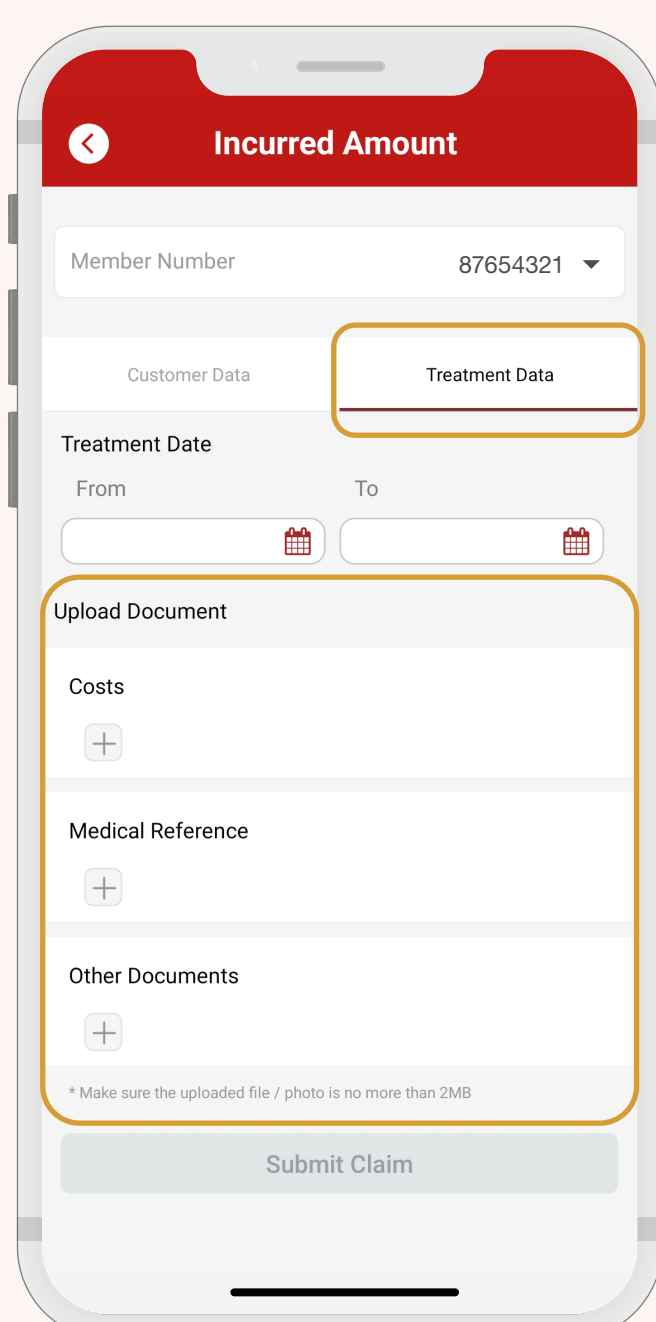 Incurred Amount
Member Number 87654321
Customer Data Treatment Data
Treatment Date
From To
Upload Document
Costs
Medical Reference
Other Documents
* Make sure the uploaded file / photo is no more than 2MB
Submit Claim